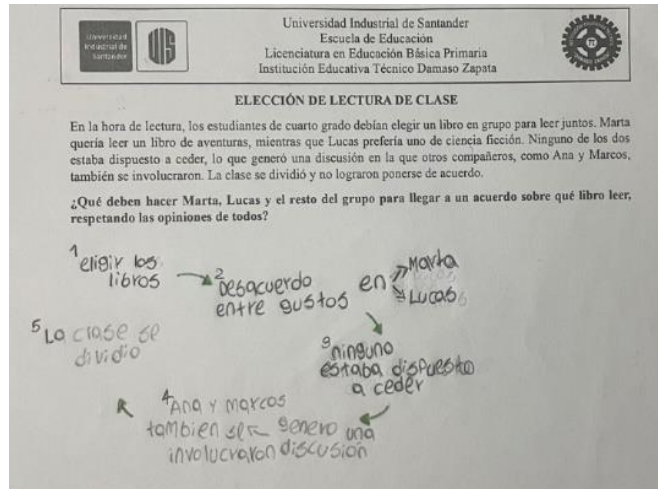 Universidad
Industrial de
Santander
UIS
Universidad Industrial de Santander
Escuela de Educación
Licenciatura en Educación Básica Primaria
Institución Educativa Técnico Damaso Zapata
ELECCIÓN DE LECTURA DE CLASE
En la hora de lectura, los estudiantes de cuarto grado debían elegir un libro en grupo para leer juntos. Marta
quería leer un libro de aventuras, mientras que Lucas prefería uno de ciencia ficción. Ninguno de los dos
estaba dispuesto a ceder, lo que generó una discusión en la que otros compañeros, como Ana y Marcos,
también se involucraron. La clase se dividió y no lograron ponerse de acuerdo.
¿Qué deben hacer Marta, Lucas y el resto del grupo para llegar a un acuerdo sobre qué libro leer,
respetando las opiniones de todos?
1 eligir los
libros
2 Desacuerdo
entre gustos
en
Marta
Lucas
3 ninguno
estaba dispuesto
a ceder
genero una
discusión
4 Ana y marcos
tambien se
involucraron
5 La clase se
dividio